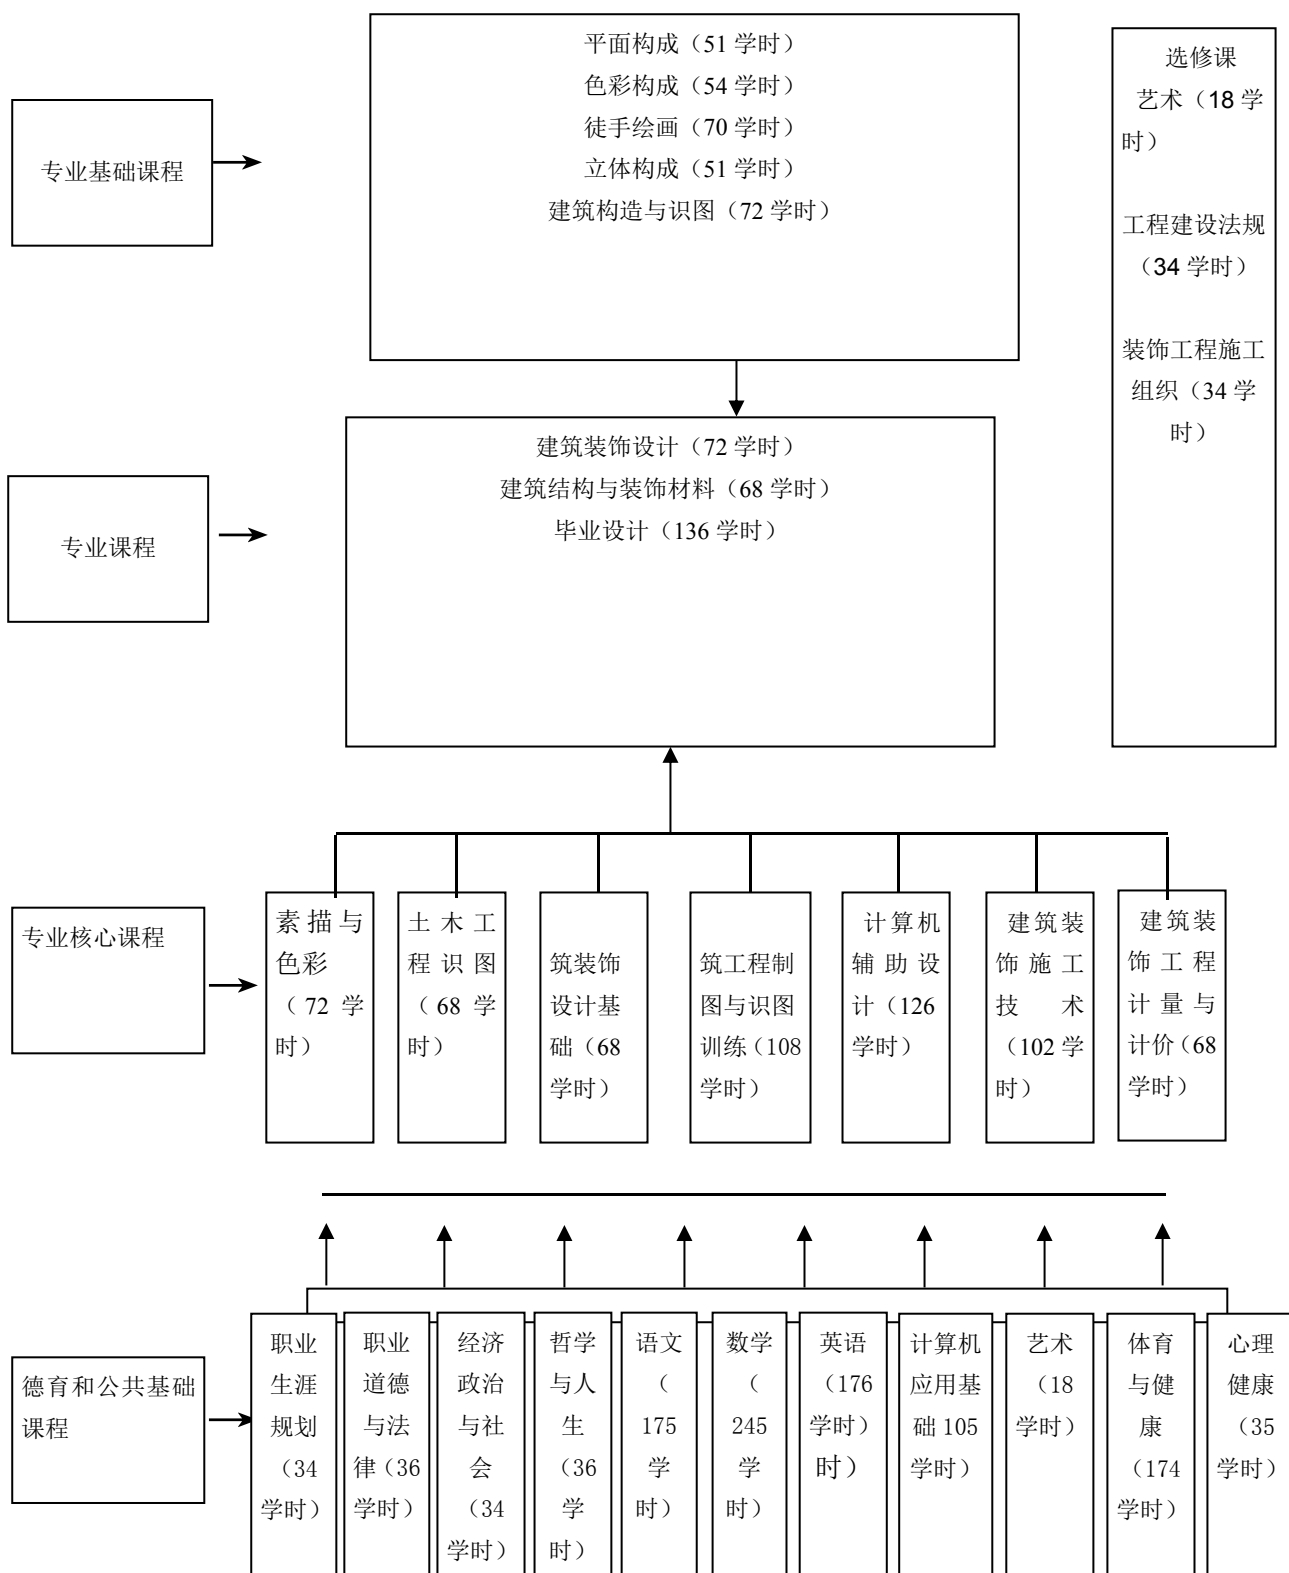 平面构成（51 学时）
色彩构成（54 学时）
徒手绘画（70 学时）
立体构成（51 学时）
建筑构造与识图（72 学时）
选修课
艺术（18 学
时）
工程建设法规
（34 学时）
装饰工程施工
组织（34 学
时）
专业基础课程
建筑装饰设计（72 学时）
建筑结构与装饰材料（68 学时）
毕业设计（136 学时）
专业课程
专业核心课程
素描与
色彩
（72 学
时）
土木工
程识图
（68 学
时）
筑装饰
设计基
础（68
学时）
筑工程制
图与识图
训练（108
学时）
计算机
辅助设
计（126
学时）
建筑装
饰施工
技术
（102 学
时）
建筑装
饰工程
计量与
计价（68
学时）
德育和公共基础
课程
职业
生涯
规划
（34
学时）
职业
道德
与法
律（36
学时）
经济
政治
与社
会
（34
学时）
哲学
与人
生
（36
学
时）
语文
（
175
学
时）
数学
（
245
学
时）
英语
（176
学时）
时）
计算机
应用基
础 105
学时）
艺术
（18
学时）
体育
与健
康
（174
学时）
心理
健康
（35
学时）